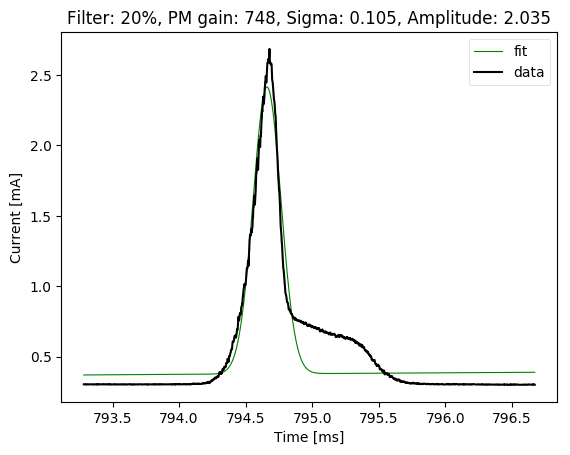 Filter: 20%, PM gain: 748, Sigma: 0.105, Amplitude: 2.035
fit
data
2.5
2.0
1.5
1.0
0.5
Current [mA]
793.5 794.0 794.5 795.0 795.5 796.0 796.5
Time [ms]